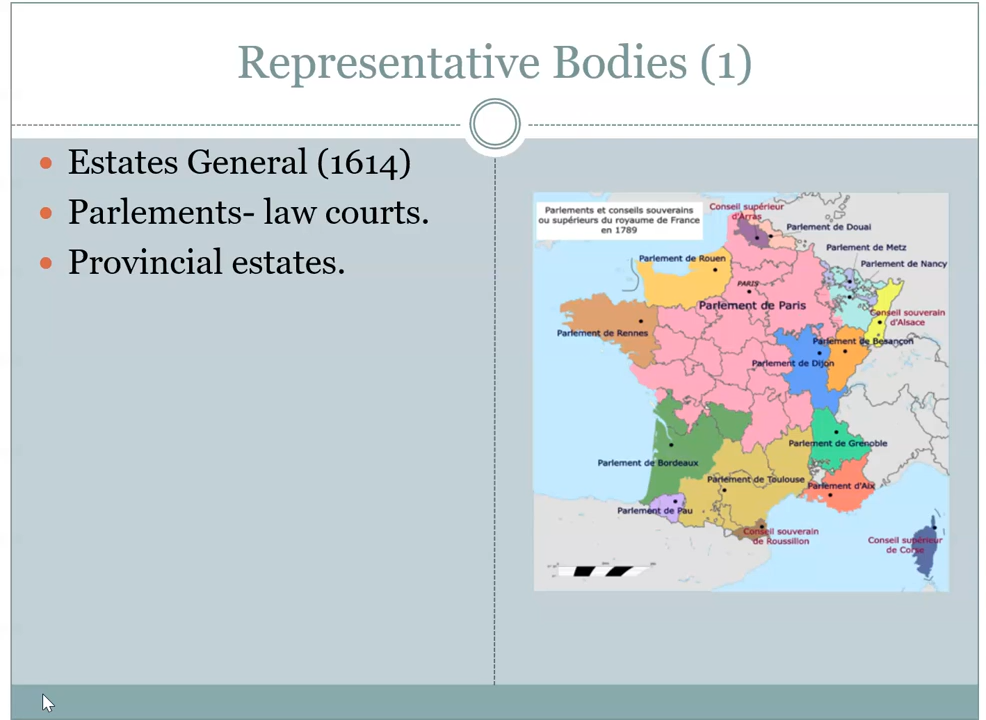 Representative Bodies (1)
Estates General (1614)
Parlements- law courts.
Provincial estates.
Parlements et conseils souverains
ou supérieurs du royaume de France
en 1789
Conseil supérieur
d'Arras
Parlement de Douai
Parlement de Metz
Parlement de Nancy
Parlement de Rouen
PARIS
Parlement de Paris
Conseil souverain
d'Alsace
Parlement de Rennes
Parlement de Besançon
Parlement de Dijon
Parlement de Grenoble
Parlement de Bordeaux
Parlement de Toulouse
Parlement d'Aix
Parlement de Pau
Conseil souverain
de Roussillon
Conseil supérieur
de Corse